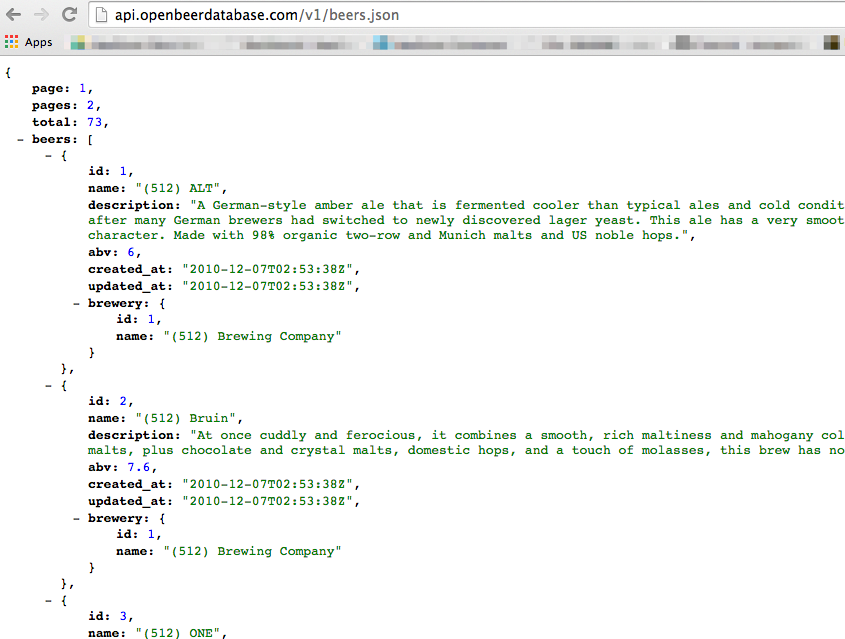 api.openbeerdatabase.com/v1/beers.json
Apps
{
page: 1,
pages: 2,
total: 73,
- beers: [
- {
id: 1,
name: "(512) ALT",
description: "A German-style amber ale that is fermented cooler than typical ales and cold condit
after many German brewers had switched to newly discovered lager yeast. This ale has a very smoot
character. Made with 98% organic two-row and Munich malts and US noble hops.",
abv: 6,
created_at: "2010-12-07T02:53:38Z",
updated_at: "2010-12-07T02:53:38Z",
- brewery: {
id: 1,
name: "(512) Brewing Company"
}
},
- {
id: 2,
name: "(512) Bruin",
description: "At once cuddly and ferocious, it combines a smooth, rich maltiness and mahogany col
malts, plus chocolate and crystal malts, domestic hops, and a touch of molasses, this brew has no
abv: 7.6,
created_at: "2010-12-07T02:53:38Z",
updated_at: "2010-12-07T02:53:38Z",
- brewery: {
id: 1,
name: "(512) Brewing Company"
}
},
- {
id: 3,
name: "(512) ONE",